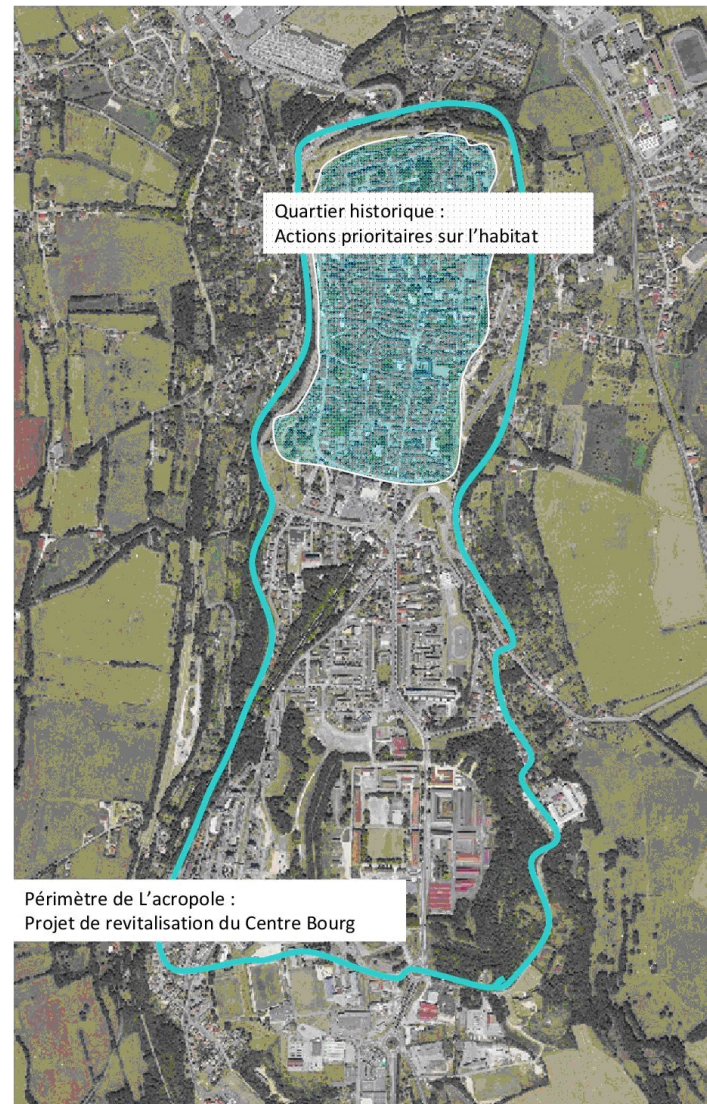 Quartier historique :
Actions prioritaires sur l’habitat
Périmètre de L’acropole :
Projet de revitalisation du Centre Bourg